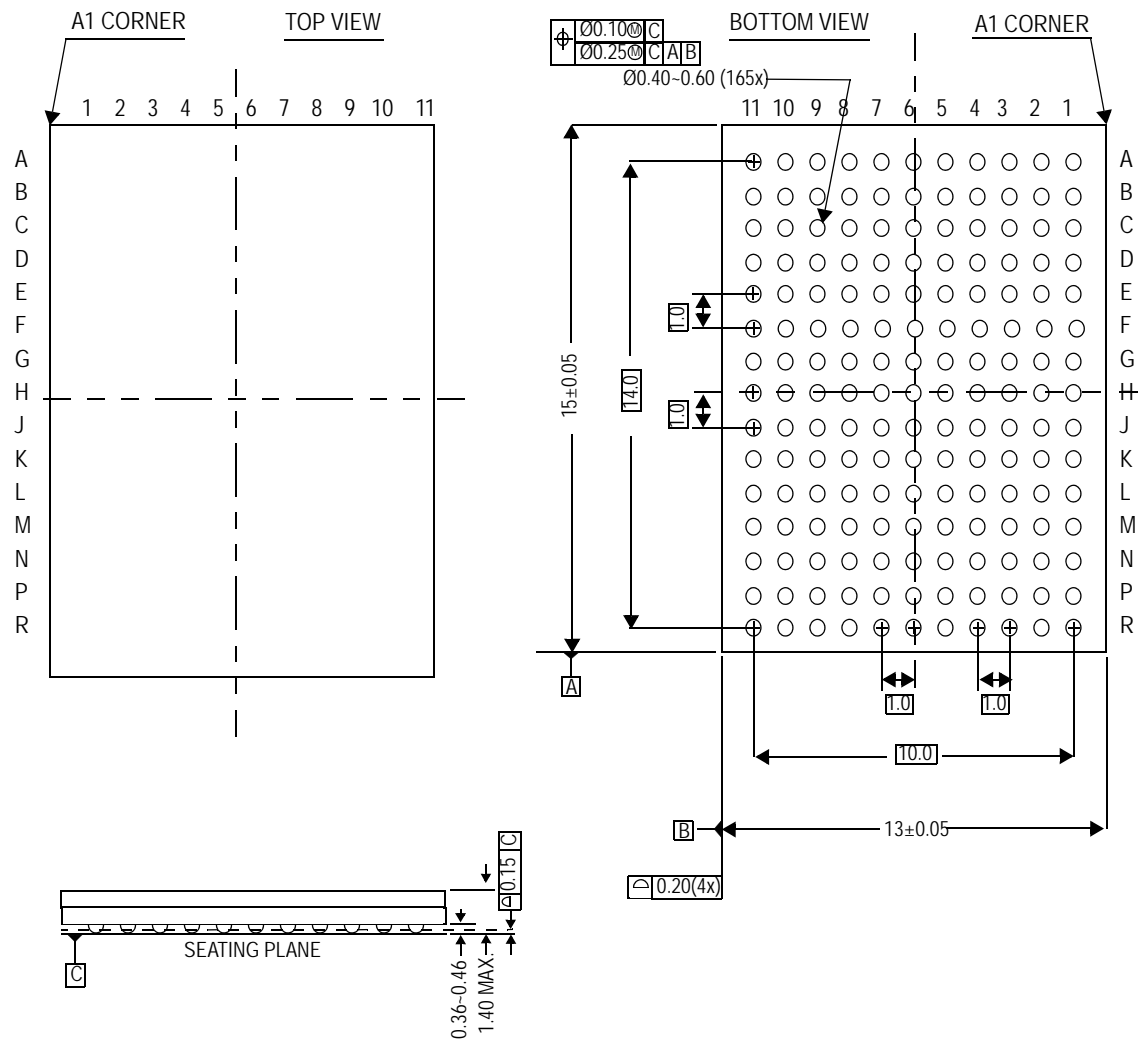 A1 CORNER
TOP VIEW
1 2 3 4 5 6 7 8 9 10 11
A
B
C
D
E
F
G
H
J
K
L
M
N
P
R
Ø0.10Ⓜ C
Ø0.25Ⓜ C A B
Ø0.40~0.60 (165x)
BOTTOM VIEW
A1 CORNER
11 10 9 8 7 6 5 4 3 2 1
A
B
C
D
E
F
G
H
J
K
L
M
N
P
R
1.0
15±0.05
14.0
1.0
A
1.0
1.0
10.0
B
13±0.05
0.20(4x)
0.15 C
SEATING PLANE
C
0.36~0.46
1.40 MAX.